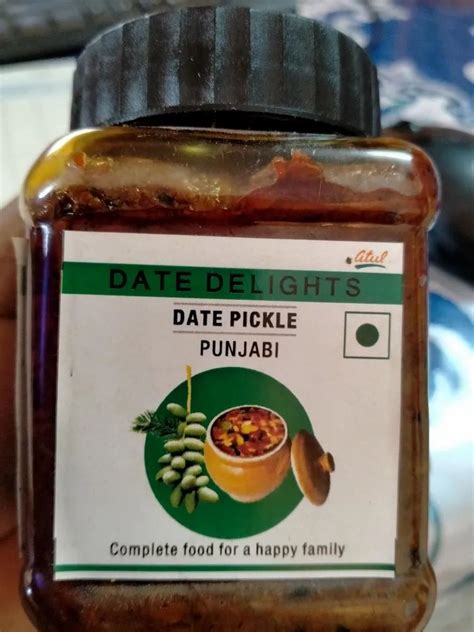 atul
DATE DELIGHTS
DATE PICKLE
PUNJABI
Complete food for a happy family